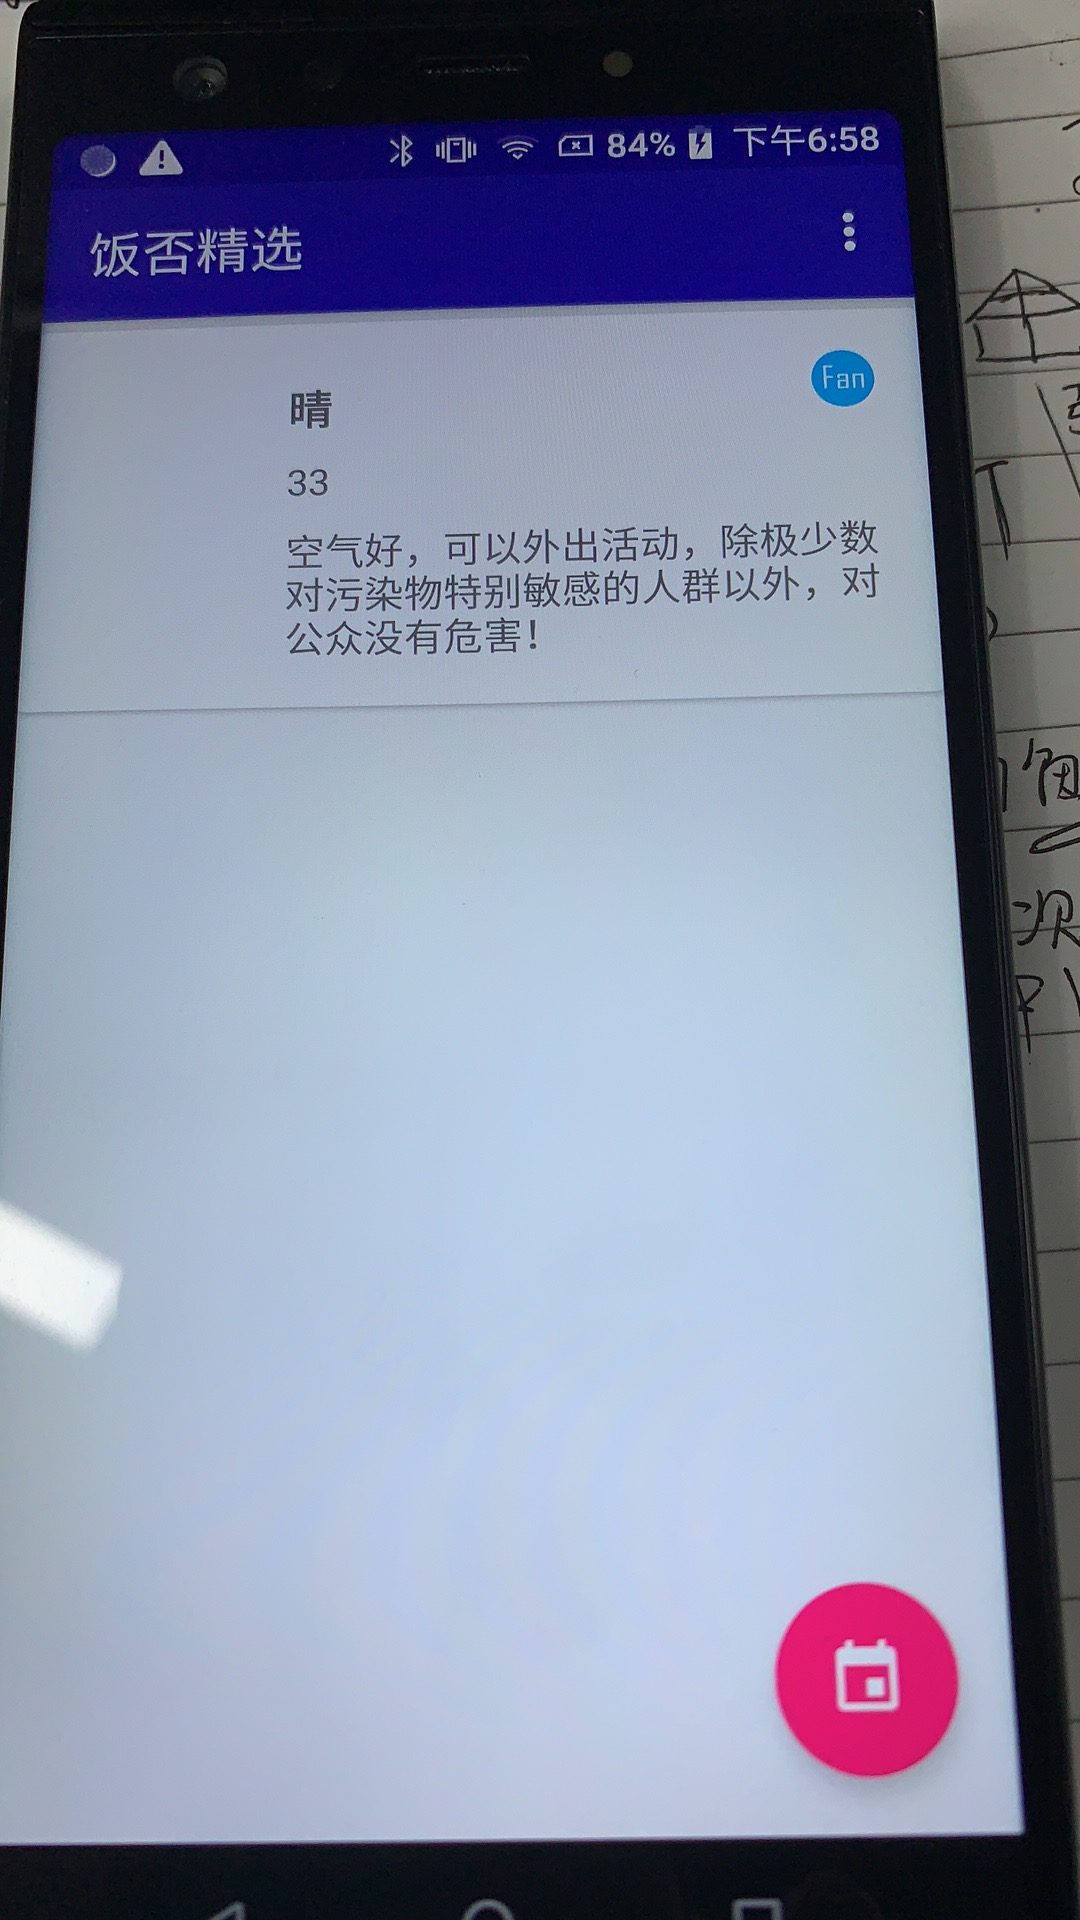 84% 下午6:58
饭否精选
Fan
晴
33
空气好，可以外出活动，除极少数
对污染物特别敏感的人群以外，对
公众没有危害！
次